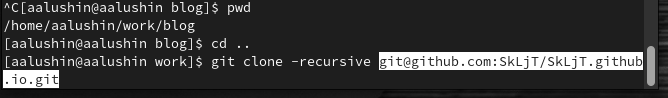 ^C[aalushin@aalushin blog]$ pwd
/home/aalushin/work/blog
[aalushin@aalushin blog]$ cd ..
[aalushin@aalushin work]$ git clone -recursive git@github.com:SkLjT/SkLjT.github
.io.git